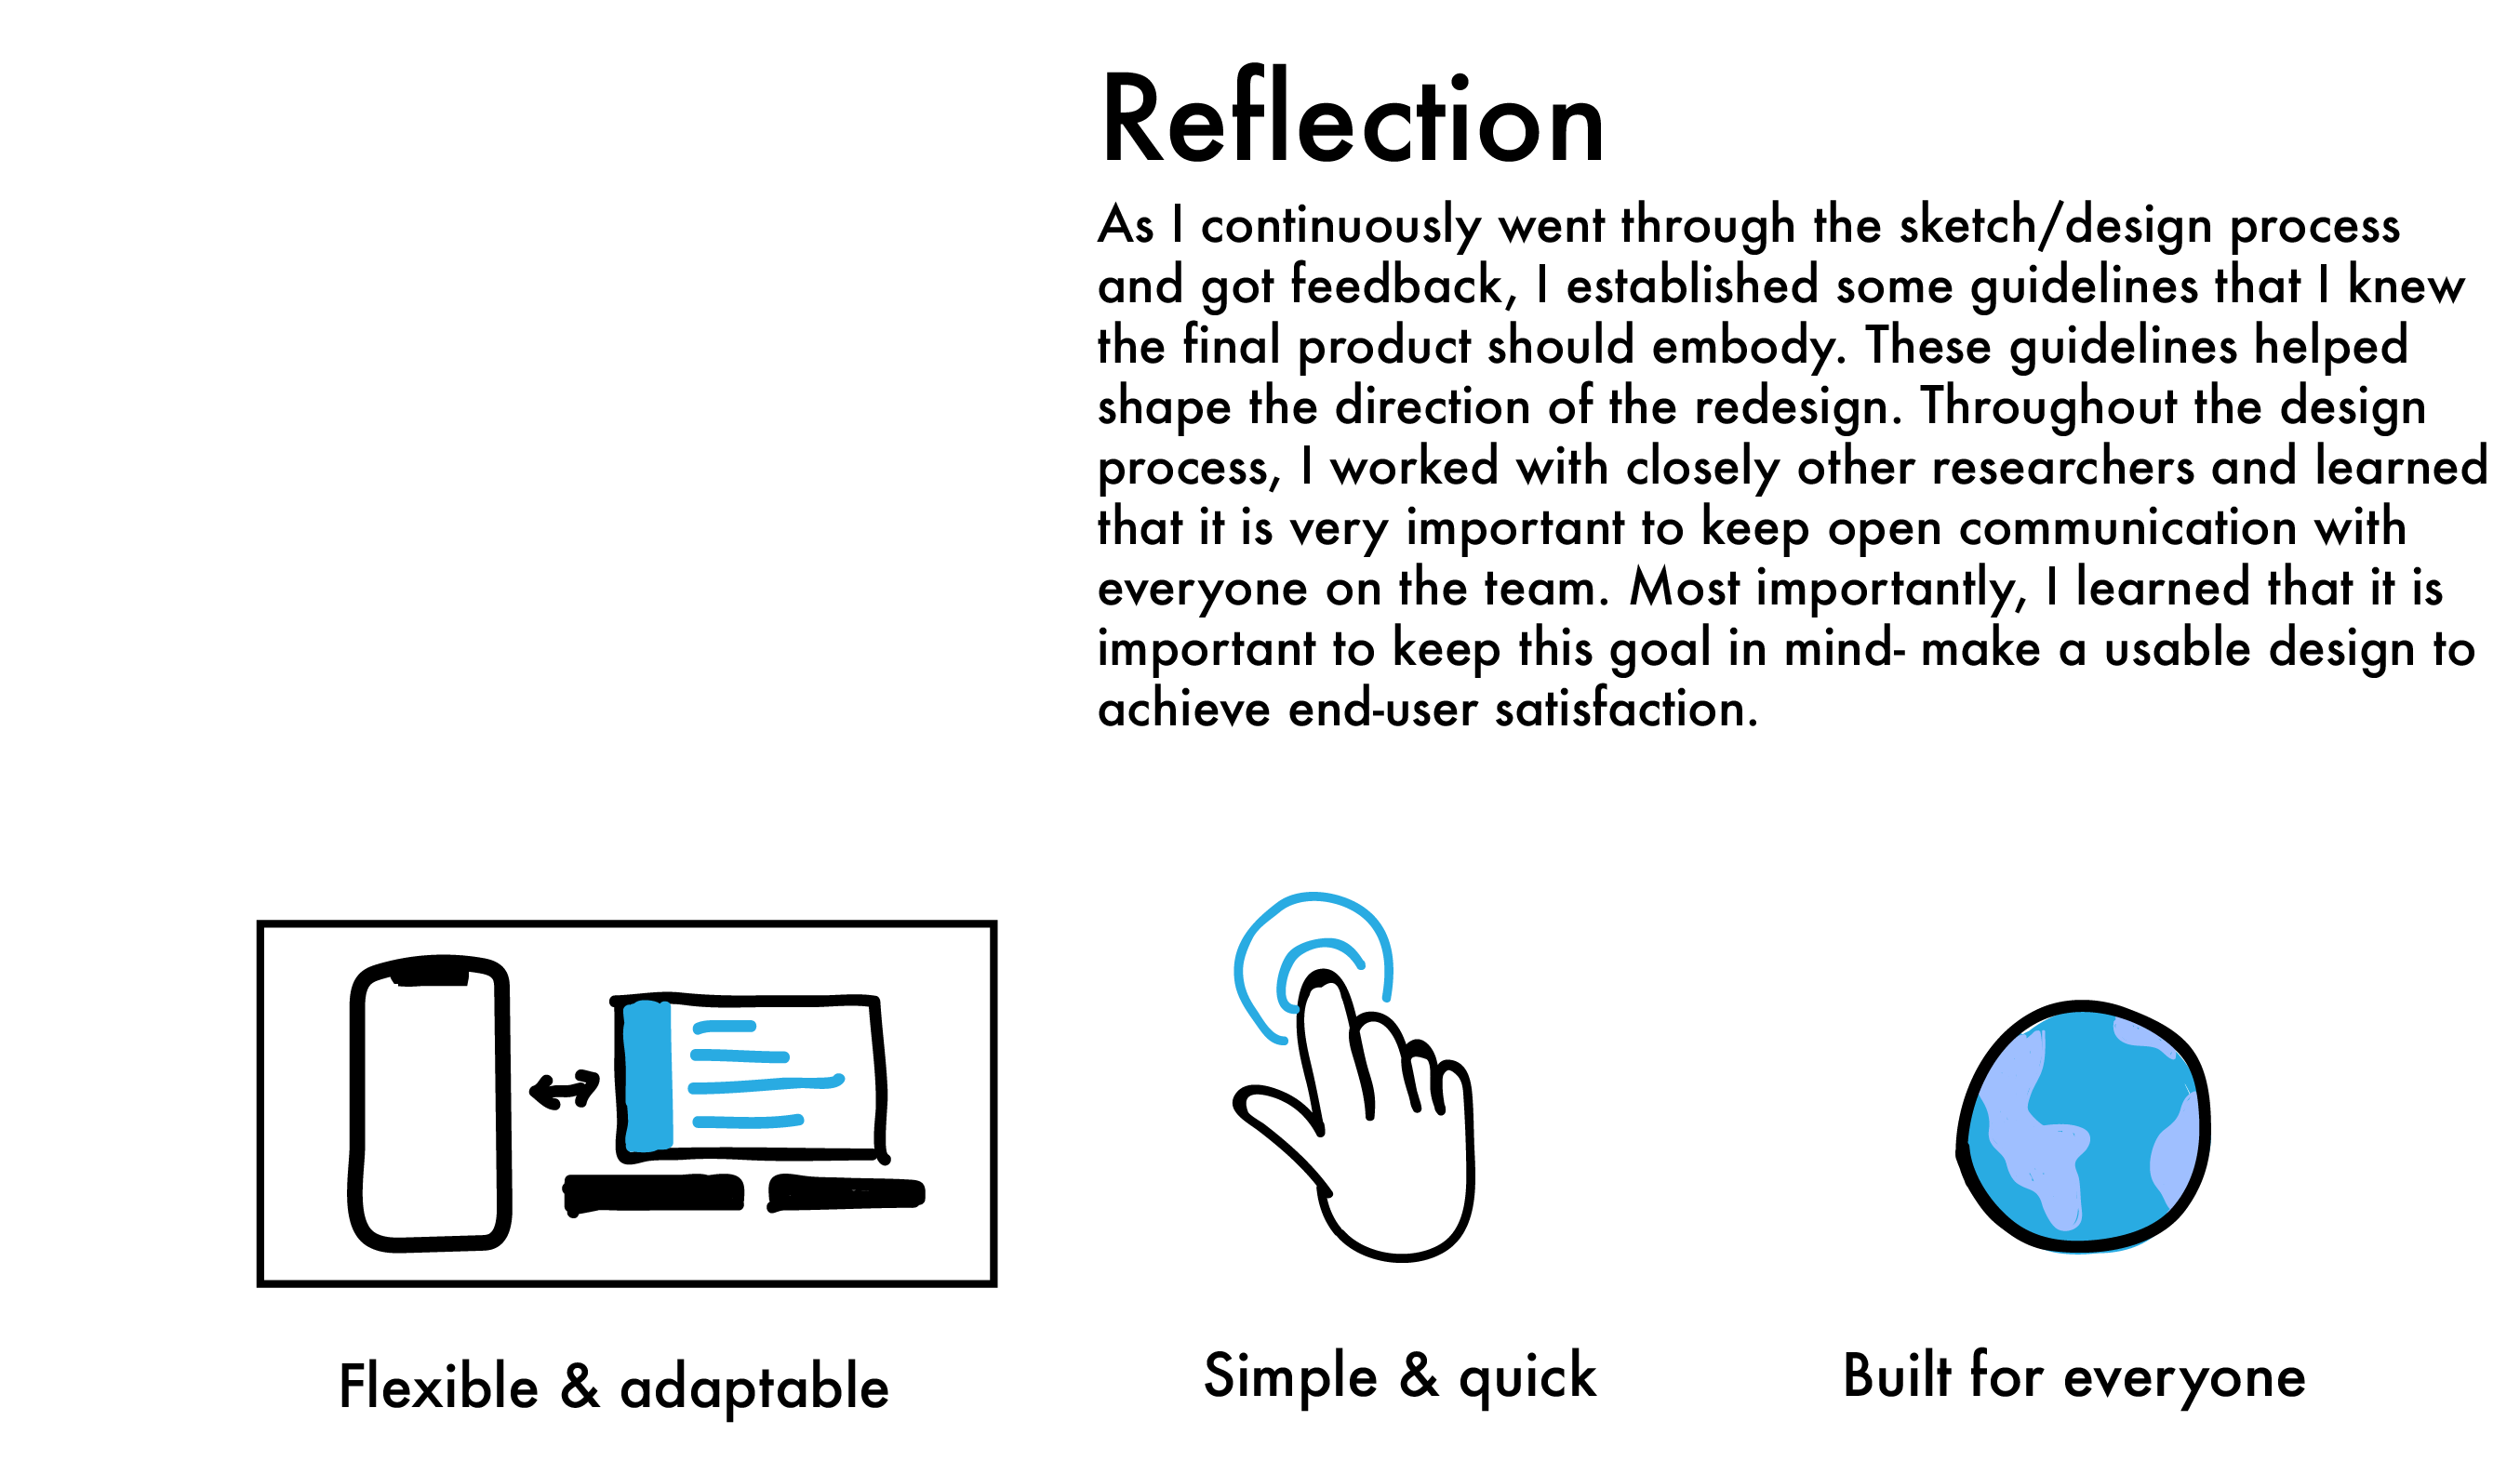 Reflection
As I continuously went through the sketch/design process
and got feedback, I established some guidelines that I knew
the final product should embody. These guidelines helped
shape the direction of the redesign. Throughout the design
process, I worked with closely other researchers and learned
that it is very important to keep open communication with
everyone on the team. Most importantly, I learned that it is
important to keep this goal in mind- make a usable design to
achieve end-user satisfaction.
Flexible & adaptable
Simple & quick
Built for everyone